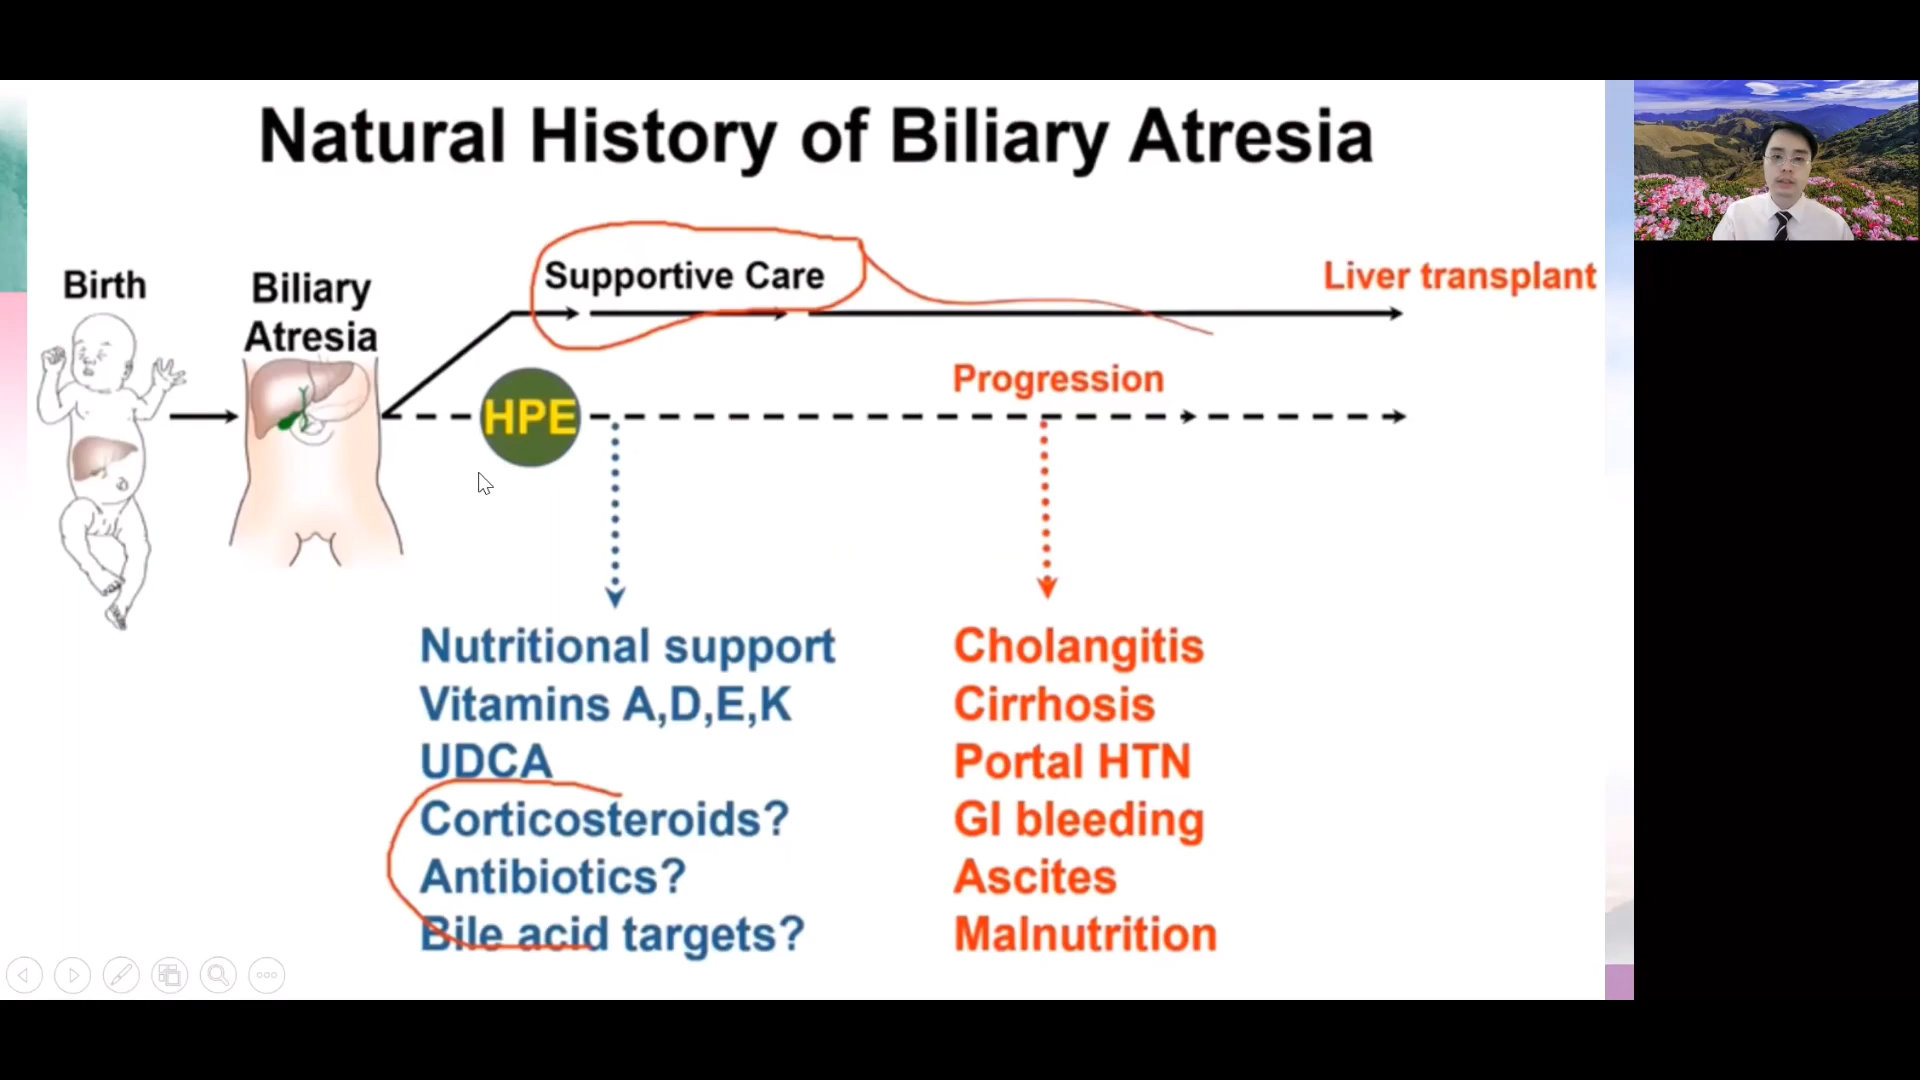 Natural History of Biliary Atresia
Birth
Biliary
Atresia
Supportive Care
Liver transplant
HPE
Progression
Nutritional support
Vitamins A,D,E,K
UDCA
Corticosteroids?
Antibiotics?
Bile acid targets?
Cholangitis
Cirrhosis
Portal HTN
GI bleeding
Ascites
Malnutrition